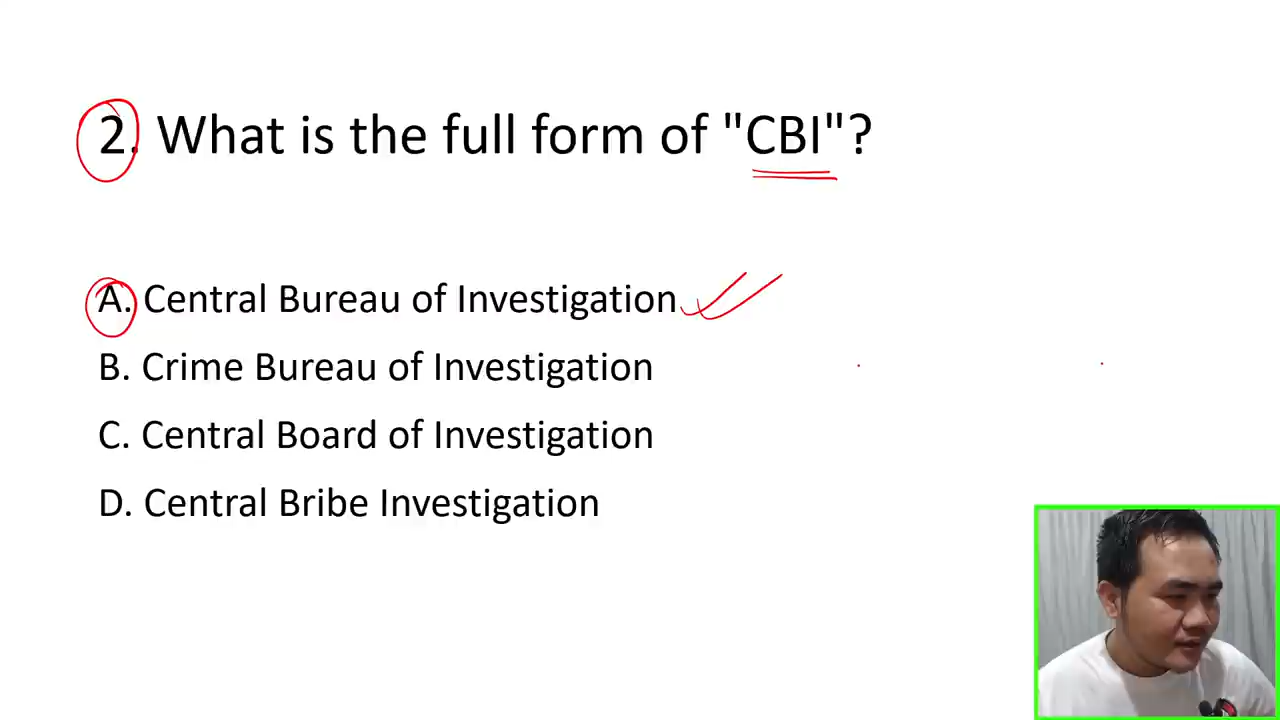 2. What is the full form of "CBI"?
A. Central Bureau of Investigation
B. Crime Bureau of Investigation
C. Central Board of Investigation
D. Central Bribe Investigation